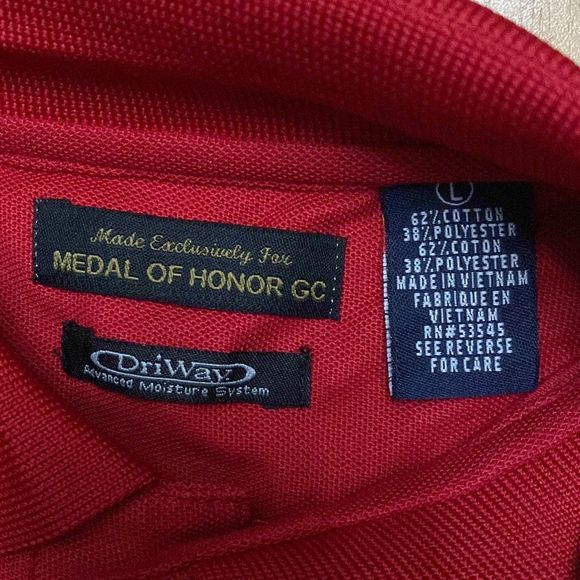 Made Exclusively For
MEDAL OF HONOR GC
DriWay
Advanced Moisture System
L
62% COTTON
38% POLYESTER
62% COTTON
38% POLYESTER
MADE IN VIETNAM
FABRIQUE EN
VIETNAM
RN#53545
SEE REVERSE
FOR CARE